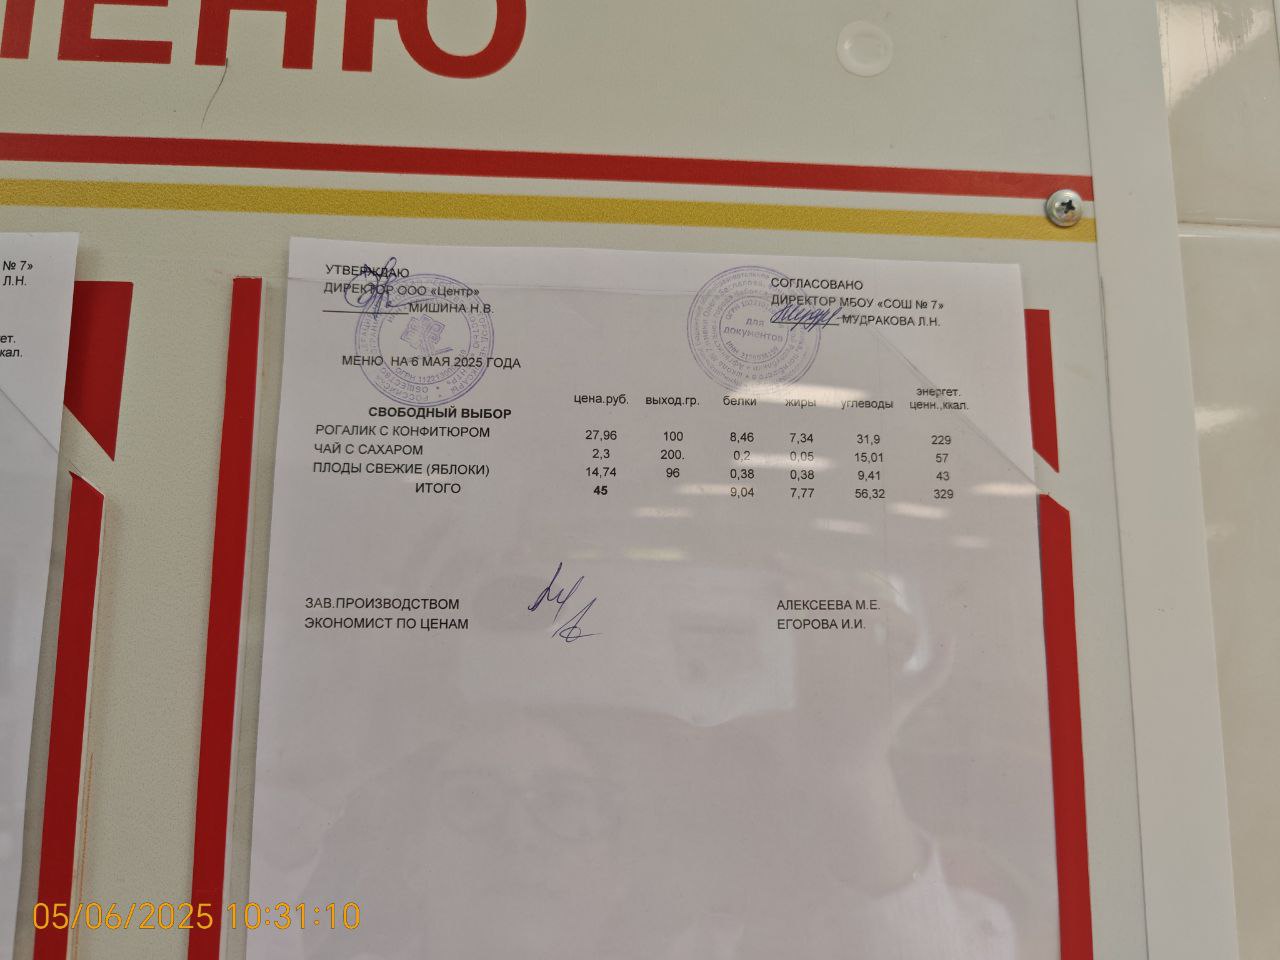 МЕНЮ
№ 7»
Л.Н.
ет.
кал.
УТВЕРЖДАЮ
ДИРЕКТОР ООО «Центр»
МИШИНА Н.В.
СОГЛАСОВАНО
ДИРЕКТОР МБОУ «СОШ № 7»
МУДРАКОВА Л.Н.
для
документов
МЕНЮ НА 6 МАЯ 2025 ГОДА
цена.руб. выход.гр. белки жиры углеводы энергет. ценн.,ккал.
СВОБОДНЫЙ ВЫБОР
РОГАЛИК С КОНФИТЮРОМ 27,96 100 8,46 7,34 31,9 229
ЧАЙ С САХАРОМ 2,3 200. 0,2 0,05 15,01 57
ПЛОДЫ СВЕЖИЕ (ЯБЛОКИ) 14,74 96 0,38 0,38 9,41 43
ИТОГО 45 9,04 7,77 56,32 329
ЗАВ.ПРОИЗВОДСТВОМ АЛЕКСЕЕВА М.Е.
ЭКОНОМИСТ ПО ЦЕНАМ ЕГОРОВА И.И.
05/06/2025 10:31:10